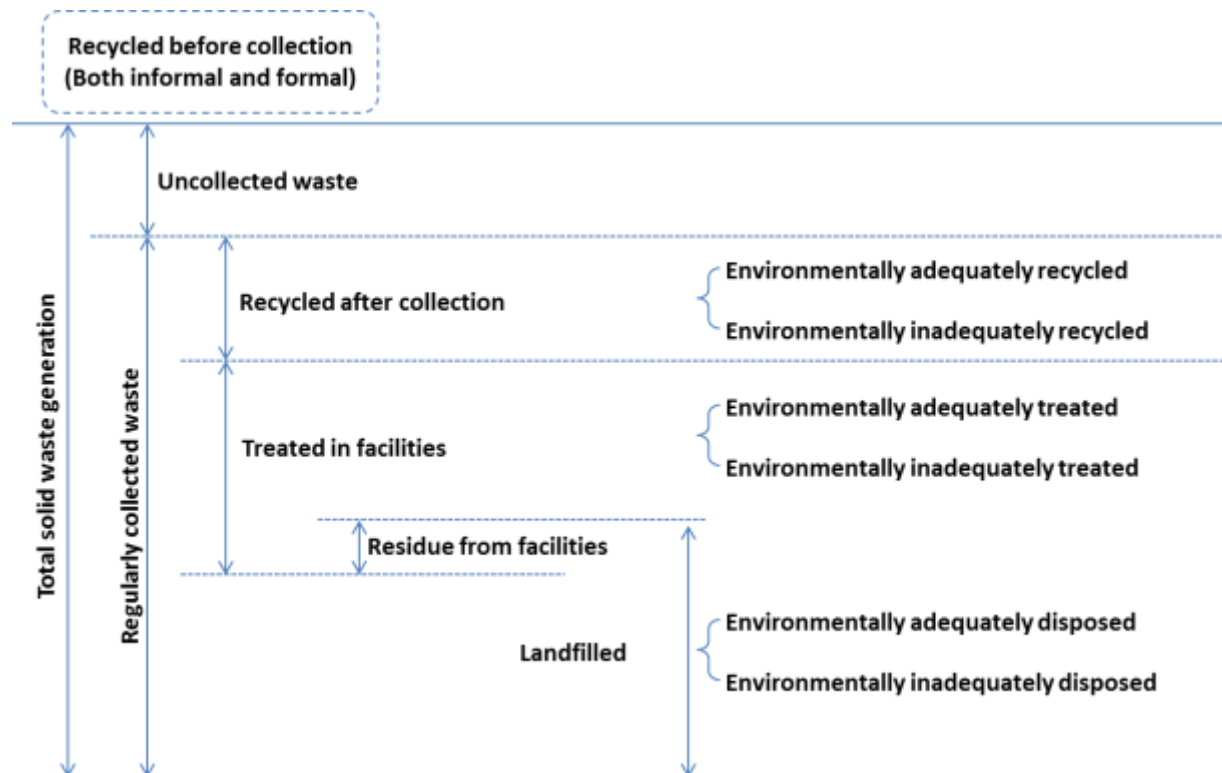 Recycled before collection
(Both informal and formal)
Total solid waste generation
Regularly collected waste
Uncollected waste
Recycled after collection
Environmentally adequately recycled
Environmentally inadequately recycled
Treated in facilities
Environmentally adequately treated
Environmentally inadequately treated
Residue from facilities
Landfilled
Environmentally adequately disposed
Environmentally inadequately disposed